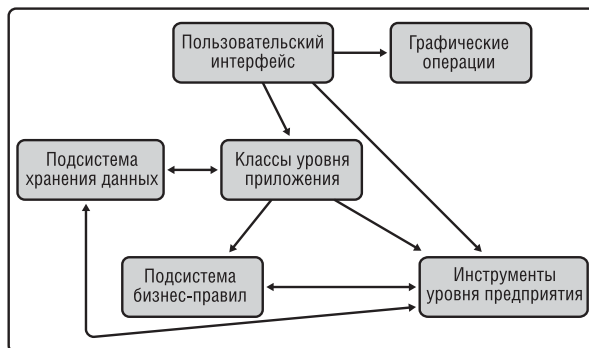 Пользовательский
интерфейс
Графические
операции
Подсистема
хранения данных
Классы уровня
приложения
Подсистема
бизнес-правил
Инструменты
уровня предприятия